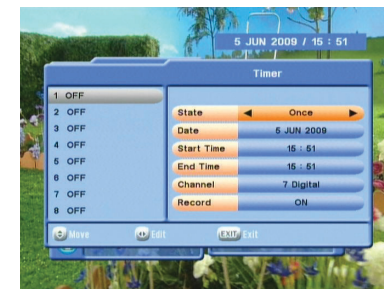 5 JUN 2009 / 15 : 51
Timer
1 OFF
2 OFF
3 OFF
4 OFF
5 OFF
6 OFF
7 OFF
8 OFF
State Once
Date 5 JUN 2009
Start Time 15 : 51
End Time 15 : 51
Channel 7 Digital
Record ON
Move Edit EXIT Exit